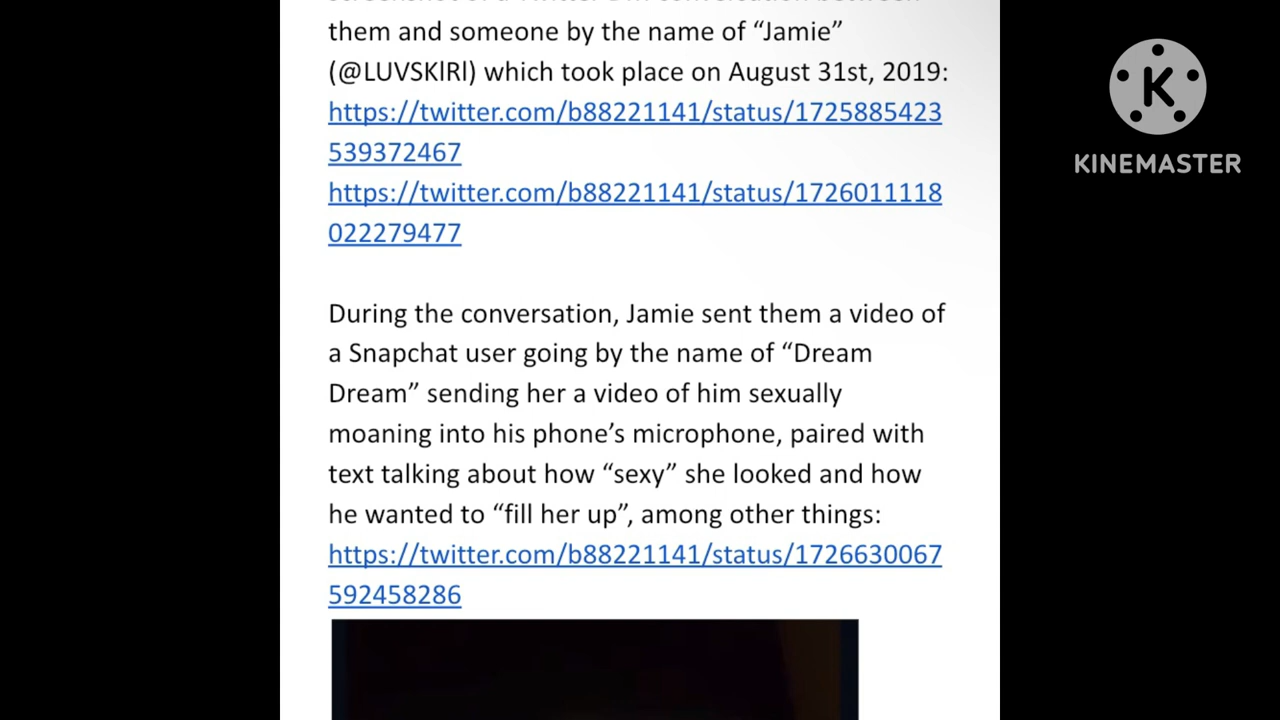 them and someone by the name of “Jamie”
(@LUVSKlRl) which took place on August 31st, 2019:
https://twitter.com/b88221141/status/1725885423
539372467
https://twitter.com/b88221141/status/1726011118
022279477
During the conversation, Jamie sent them a video of
a Snapchat user going by the name of “Dream
Dream” sending her a video of him sexually
moaning into his phone’s microphone, paired with
text talking about how “sexy” she looked and how
he wanted to “fill her up”, among other things:
https://twitter.com/b88221141/status/1726630067
592458286
K
KINEMASTER